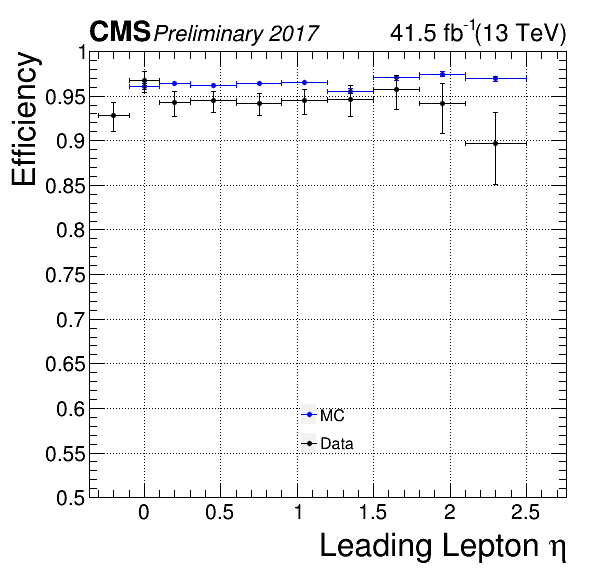 CMS Preliminary 2017 41.5 fb⁻¹(13 TeV)
Efficiency
1
0.95
0.9
0.85
0.8
0.75
0.7
0.65
0.6
0.55
0.5
MC
Data
0 0.5 1 1.5 2 2.5
Leading Lepton η